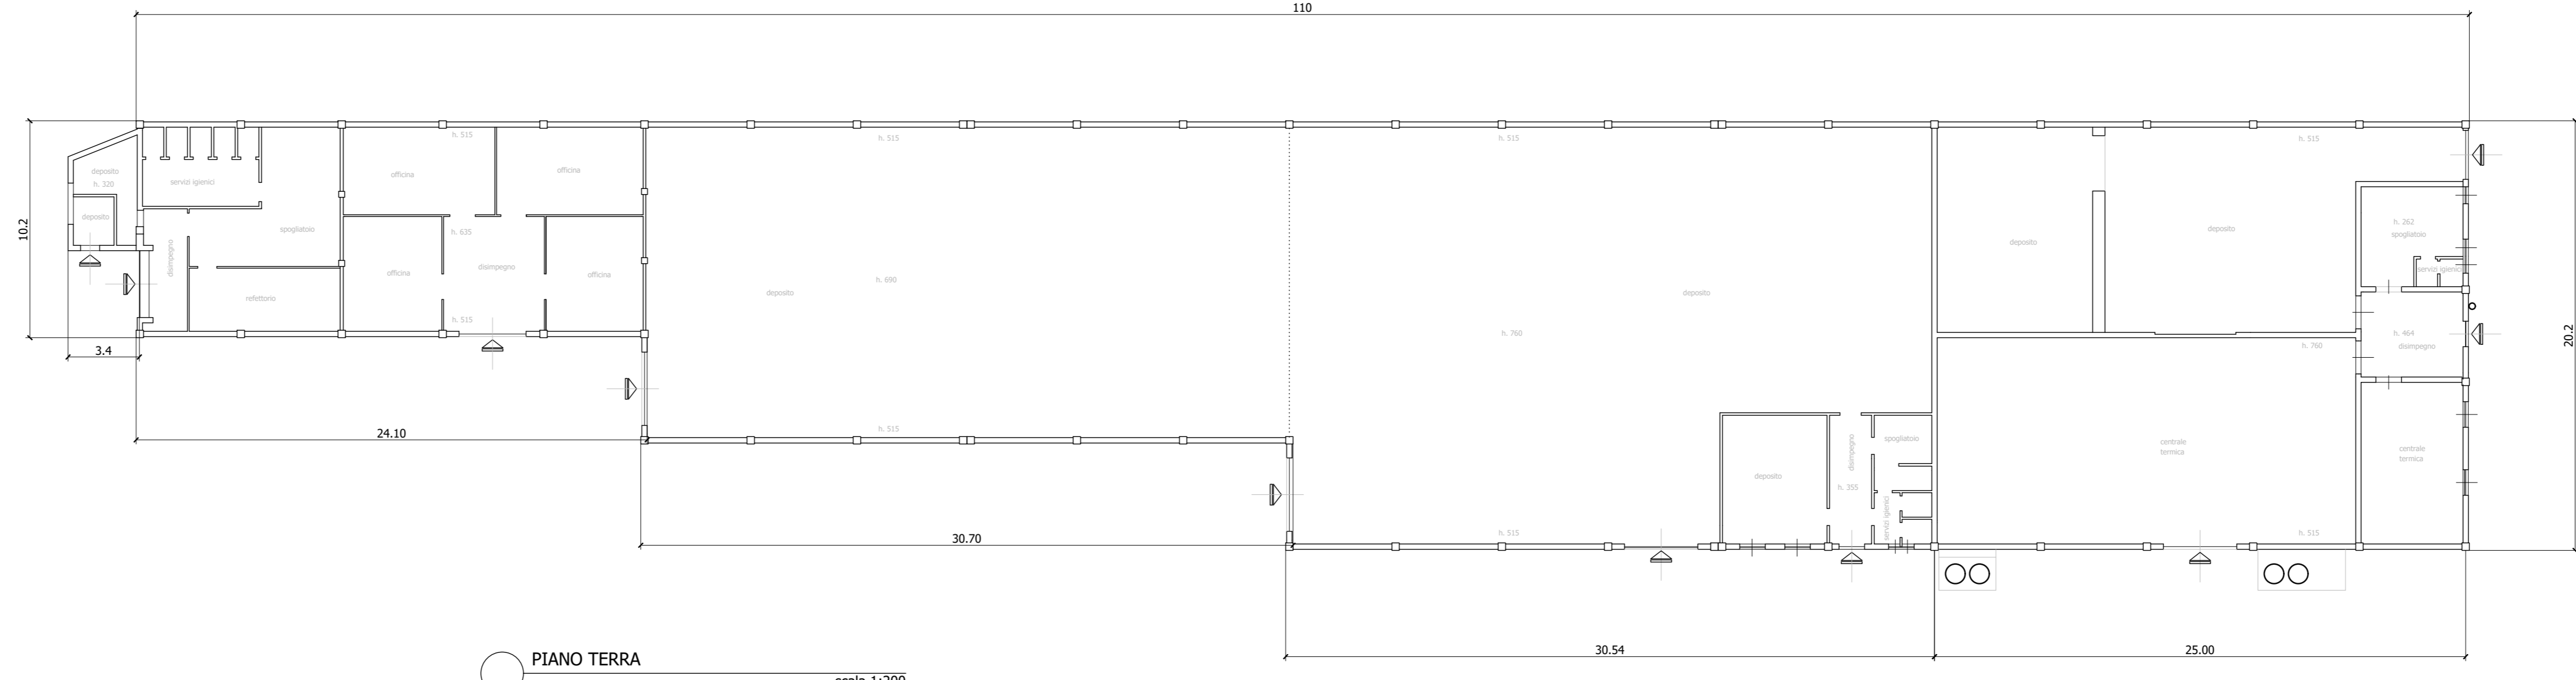 110
h. 515
h. 515
h. 515
h. 515
deposito
h. 320
servizi igienici
officina
officina
deposito
10.2
spogliatoio
h. 635
disimpegno
disimpegno
officina
officina
refettorio
h. 515
deposito
h. 690
deposito
h. 760
deposito
deposito
h. 262
spogliatoio
servizi igienici
h. 464
disimpegno
h. 760
20.2
3.4
24.10
h. 515
disimpegno
spogliatoio
centrale
termica
centrale
termica
deposito
h. 355
servizi igienici
h. 515
h. 515
30.70
30.54
25.00
PIANO TERRA
scala 1:200